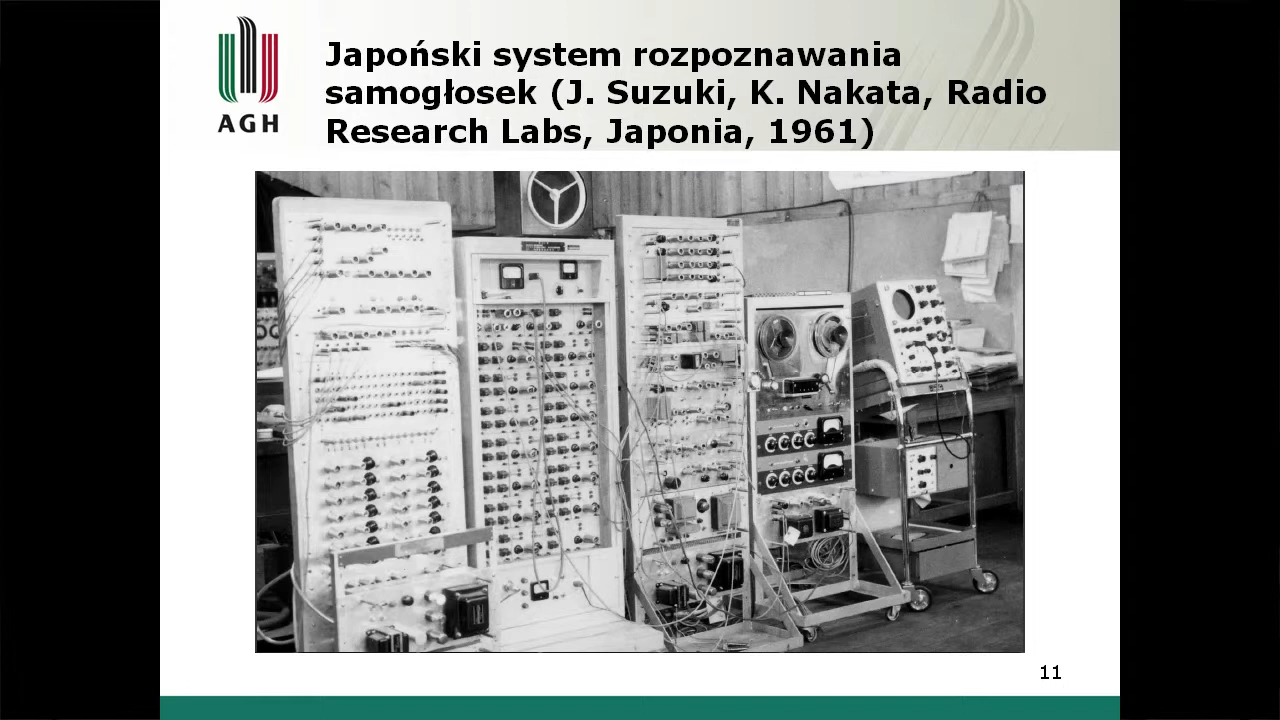 AGH
Japoński system rozpoznawania
samogłosek (J. Suzuki, K. Nakata, Radio
Research Labs, Japonia, 1961)
11